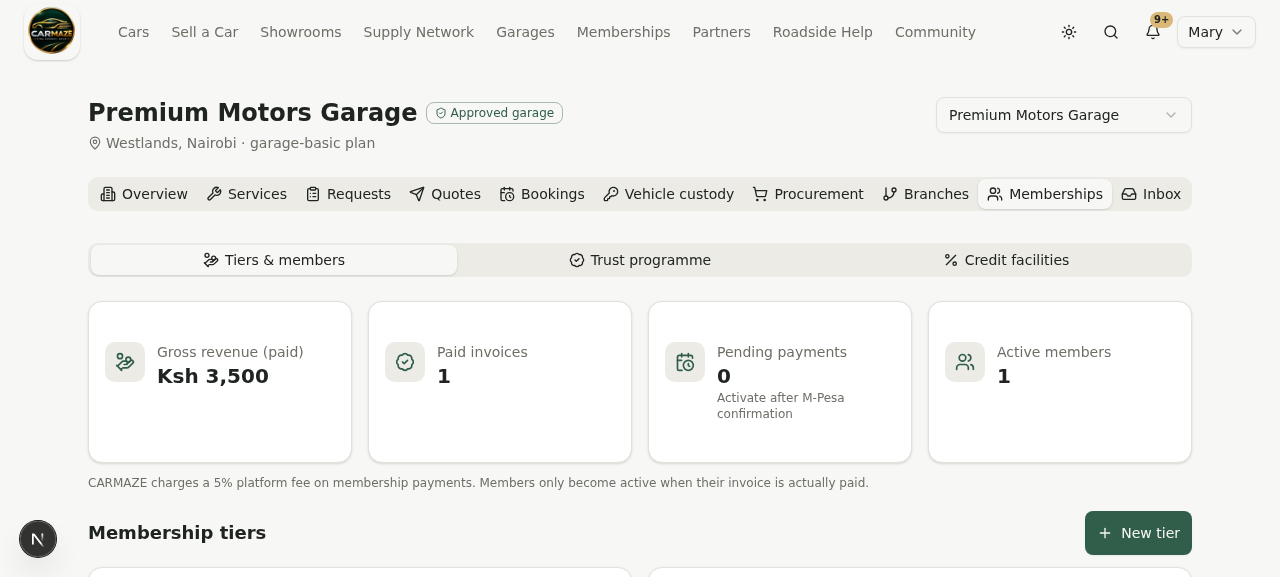 CARMAZE
Cars
Sell a Car
Showrooms
Supply Network
Garages
Memberships
Partners
Roadside Help
Community
9+
Mary
Premium Motors Garage
Approved garage
Westlands, Nairobi · garage-basic plan
Premium Motors Garage
Overview
Services
Requests
Quotes
Bookings
Vehicle custody
Procurement
Branches
Memberships
Inbox
Tiers & members
Trust programme
Credit facilities
Gross revenue (paid)
Ksh 3,500
Paid invoices
1
Pending payments
0
Activate after M-Pesa
confirmation
Active members
1
CARMAZE charges a 5% platform fee on membership payments. Members only become active when their invoice is actually paid.
Membership tiers
New tier
N